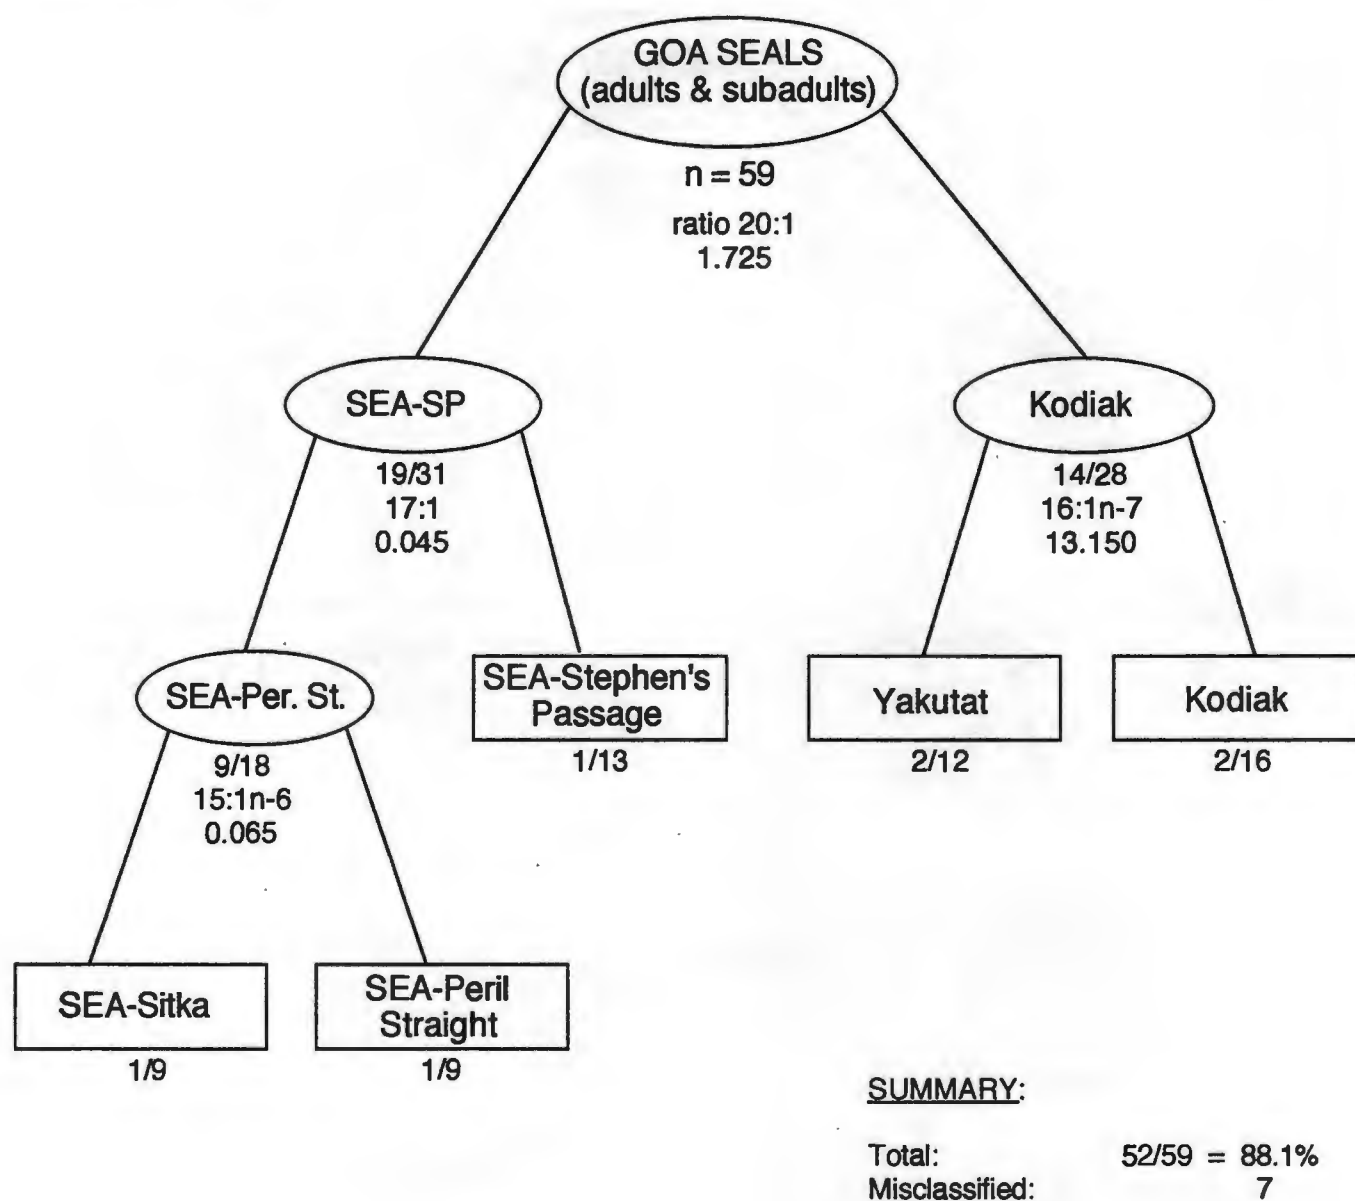 GOA SEALS
(adults & subadults)
n = 59
ratio 20:1
1.725
SEA-SP
19/31
17:1
0.045
Kodiak
14/28
16:1n-7
13.150
SEA-Per. St.
9/18
15:1n-6
0.065
SEA-Stephen's
Passage
1/13
Yakutat
2/12
Kodiak
2/16
SEA-Sitka
1/9
SEA-Peril
Straight
1/9
SUMMARY:
Total: 52/59 = 88.1%
Misclassified: 7